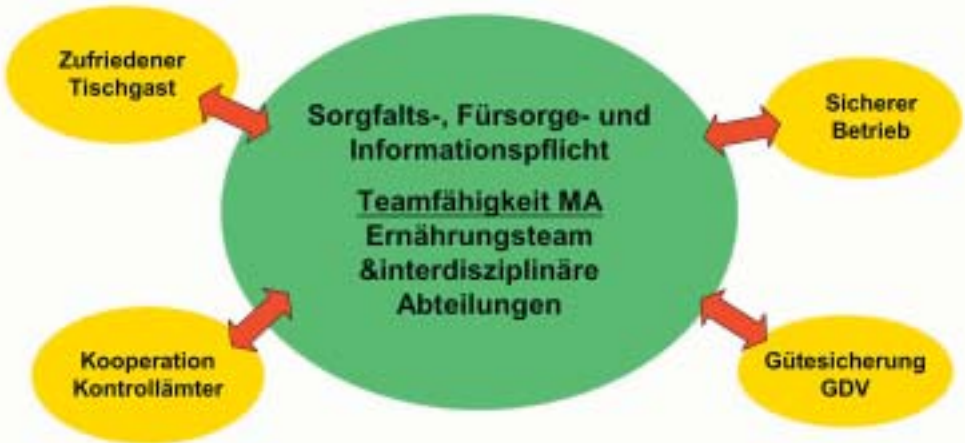 Zufriedener
Tischgast
Sicherer
Betrieb
Sorgfalts-, Fürsorge- und
Informationspflicht
Teamfähigkeit MA
Ernährungsteam
&interdisziplinäre
Abteilungen
Kooperation
Kontrollämter
Gütesicherung
GDV